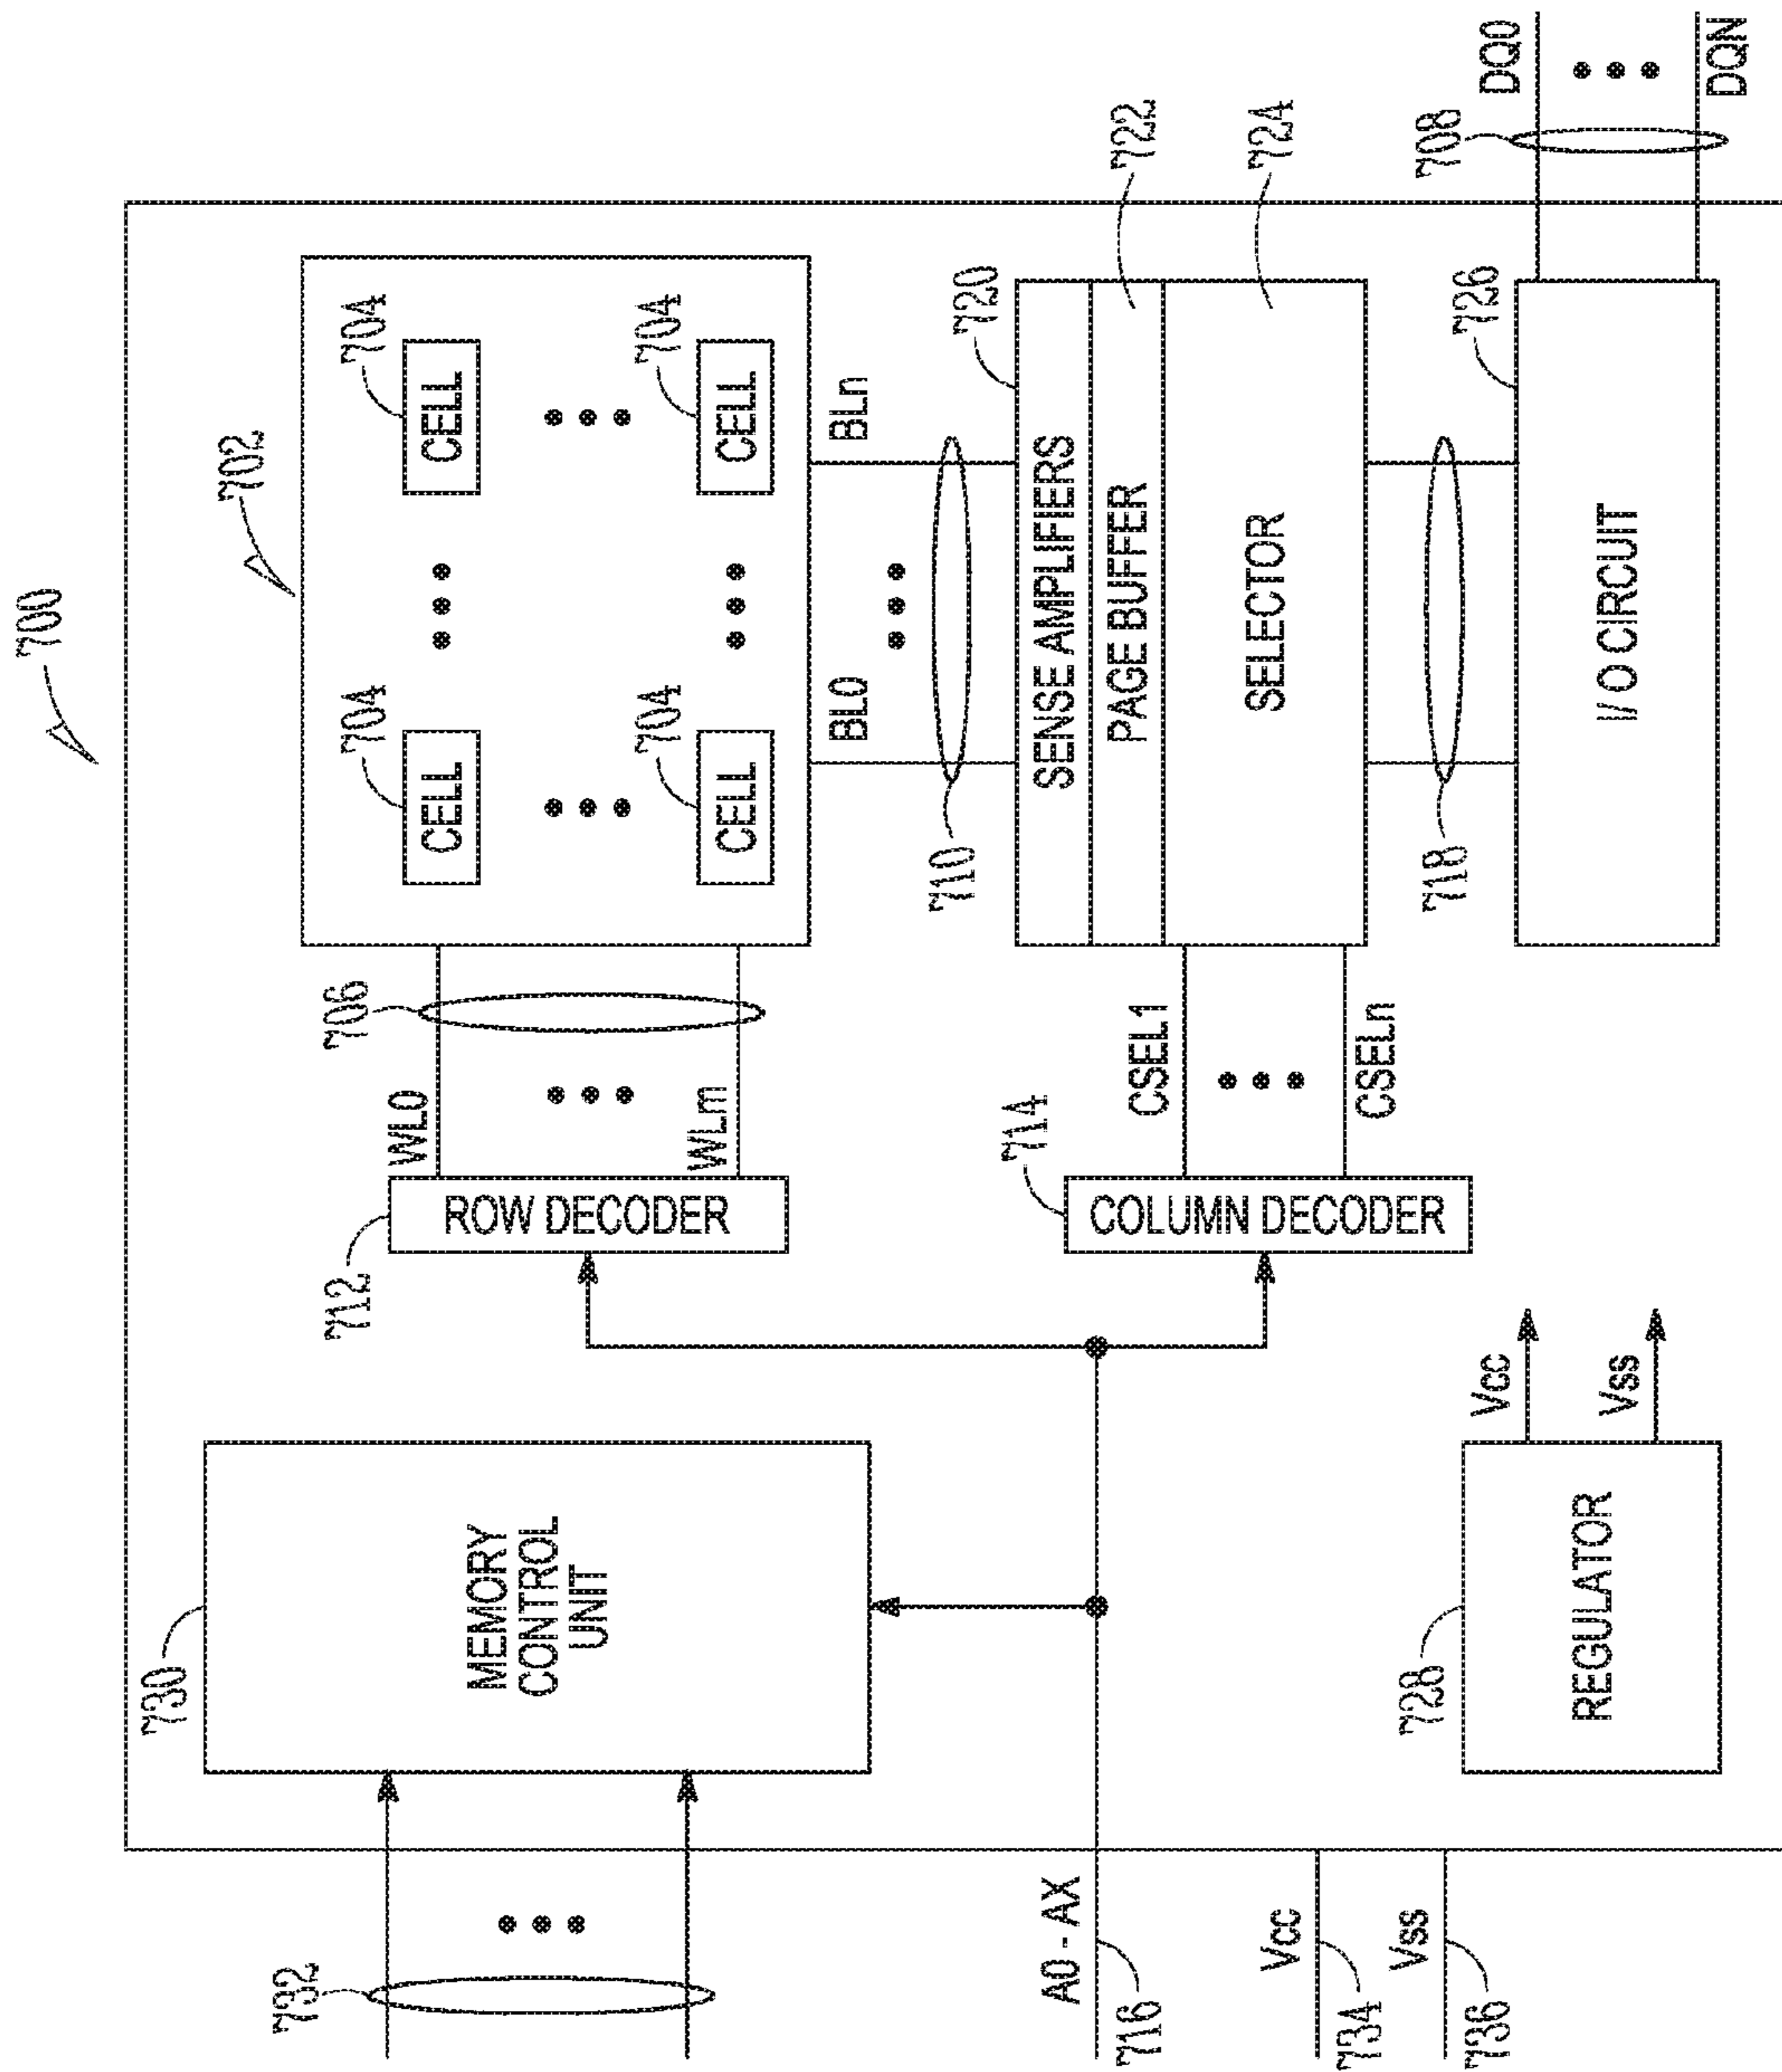 700
702
704
CELL
704
CELL
704
CELL
704
CELL
706
WL0
WLm
712
ROW DECODER
730
MEMORY
CONTROL
UNIT
732
BL0
BLn
710
720
SENSE AMPLIFIERS
722
PAGE BUFFER
724
SELECTOR
CSEL1
CSELn
714
COLUMN DECODER
A0 - AX
716
718
726
I/O CIRCUIT
708
DQ0
DQN
728
REGULATOR
Vcc
Vss
Vcc
734
Vss
736